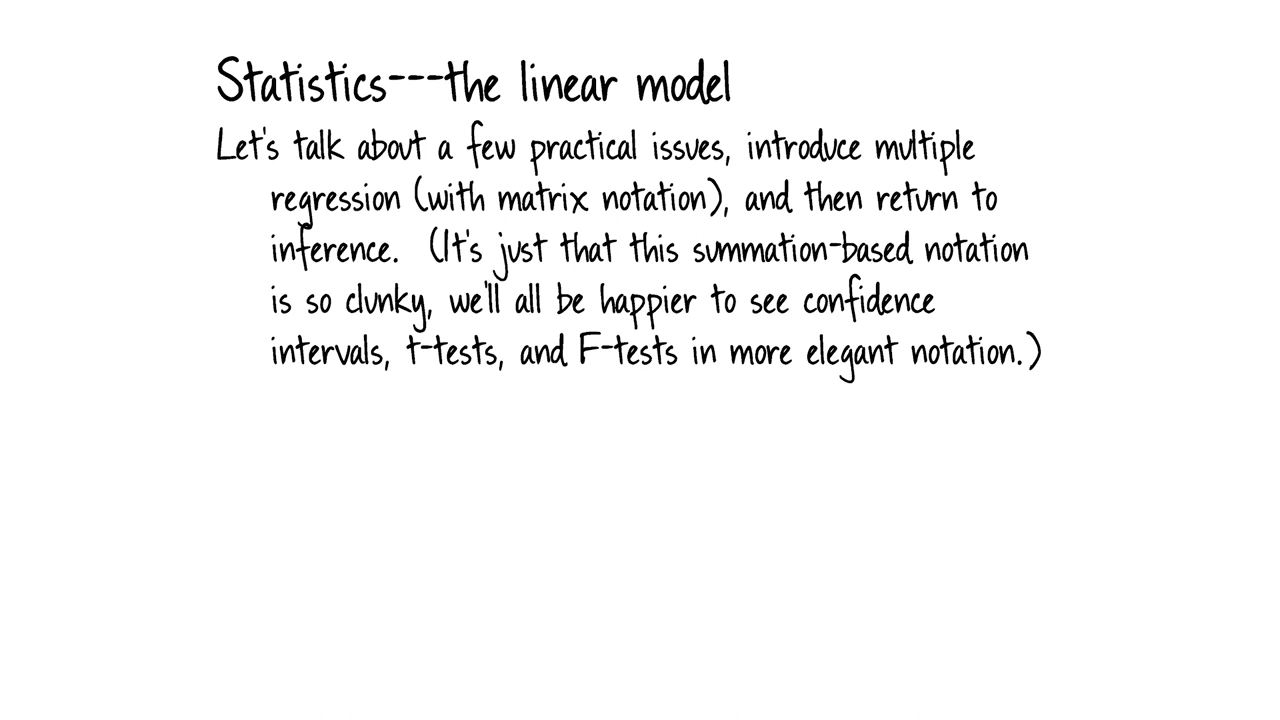 Statistics---the linear model
Let's talk about a few practical issues, introduce multiple
regression (with matrix notation), and then return to
inference. (It's just that this summation-based notation
is so clunky, we'll all be happier to see confidence
intervals, t-tests, and F-tests in more elegant notation.)